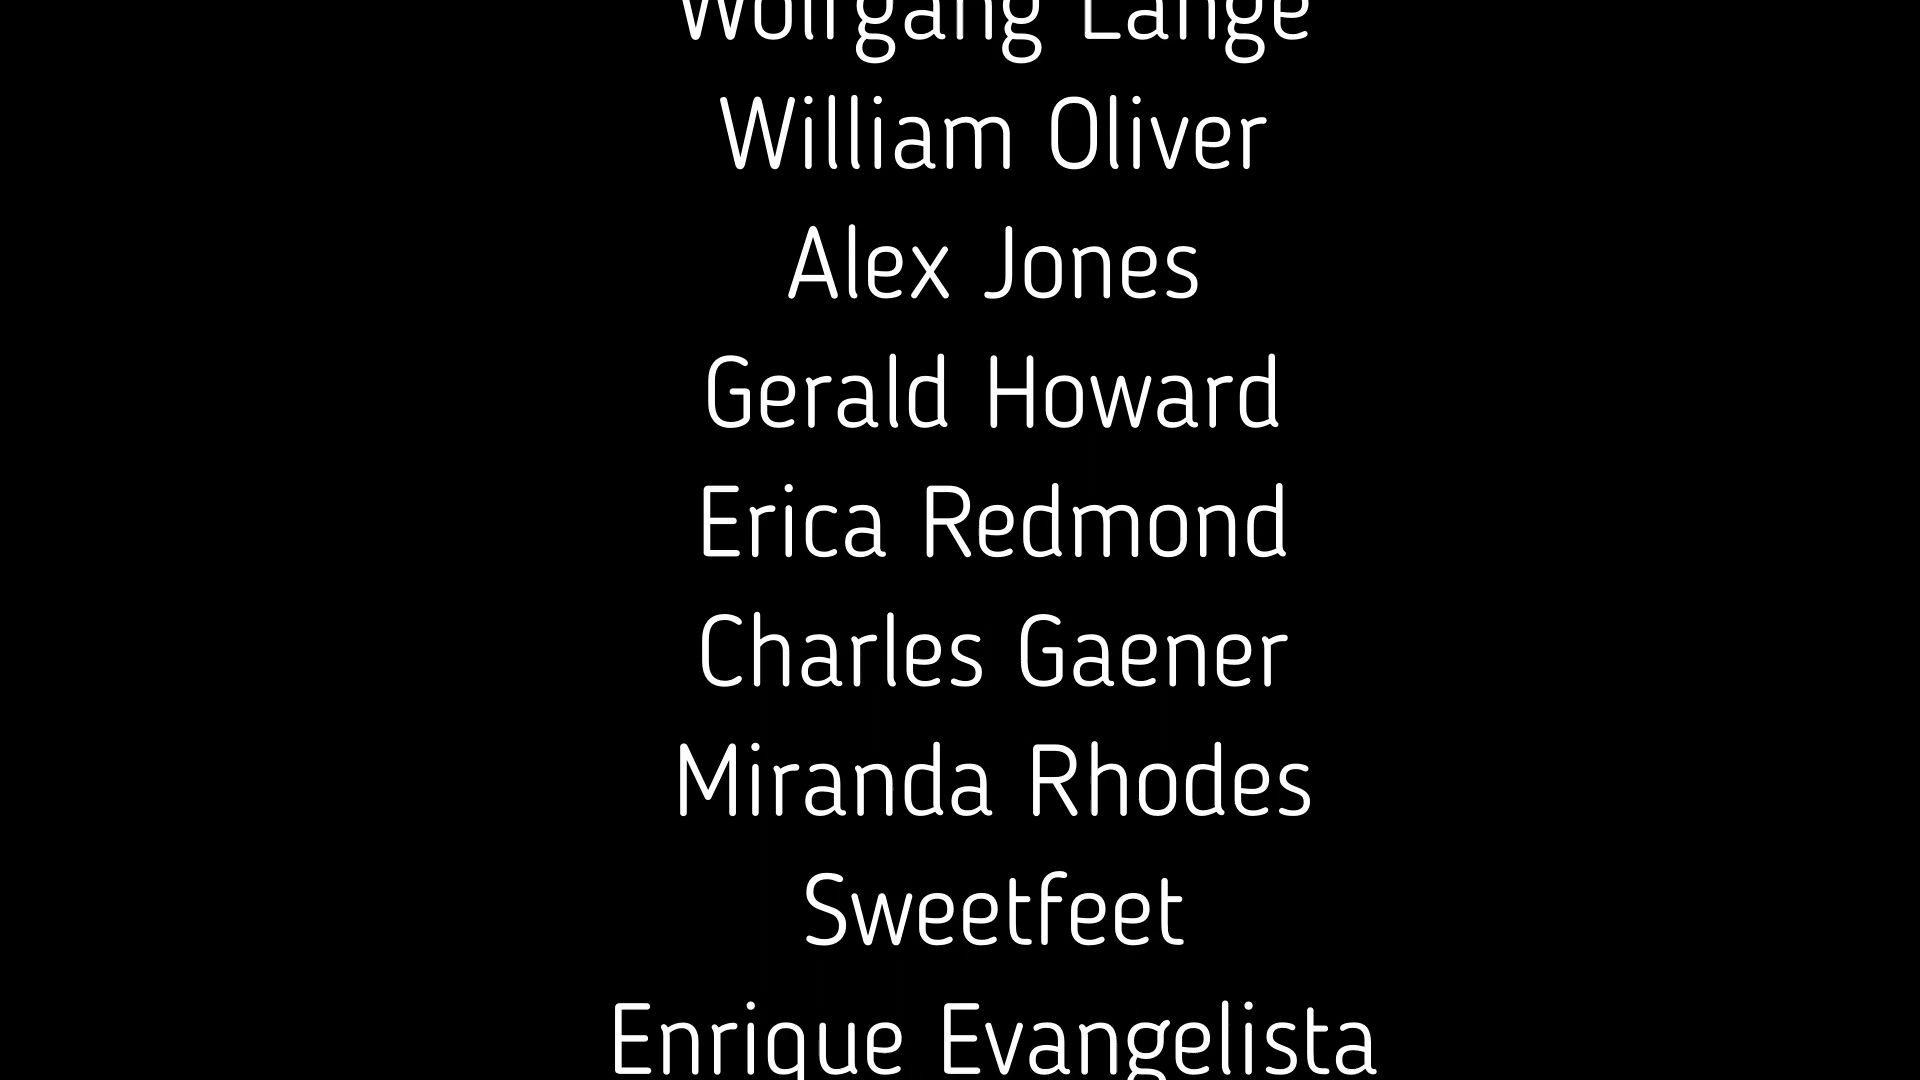 Wolfgang Lange
William Oliver
Alex Jones
Gerald Howard
Erica Redmond
Charles Gaener
Miranda Rhodes
Sweetfeet
Enrique Evangelista